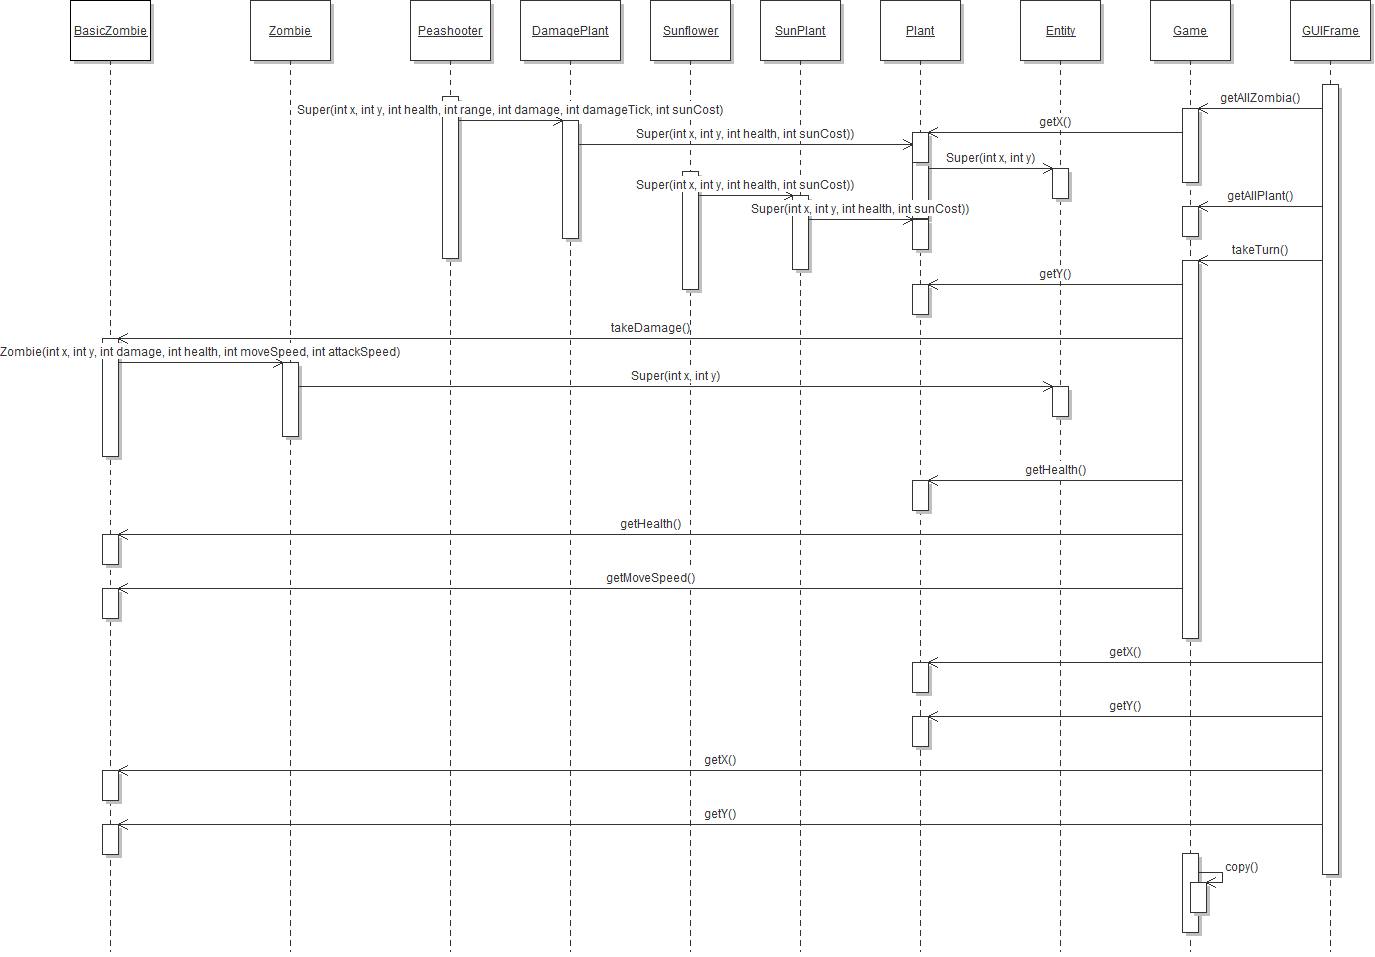 BasicZombie
Zombie
Peashooter
DamagePlant
Sunflower
SunPlant
Plant
Entity
Game
GUIFrame
getAllZombia()
Super(int x, int y, int health, int range, int damage, int damageTick, int sunCost)
getX()
Super(int x, int y, int health, int sunCost))
Super(int x, int y)
Super(int x, int y, int health, int sunCost))
getAllPlant()
Super(int x, int y, int health, int sunCost))
takeTurn()
getY()
takeDamage()
Zombie(int x, int y, int damage, int health, int moveSpeed, int attackSpeed)
Super(int x, int y)
getHealth()
getHealth()
getMoveSpeed()
getX()
getY()
getX()
getY()
copy()